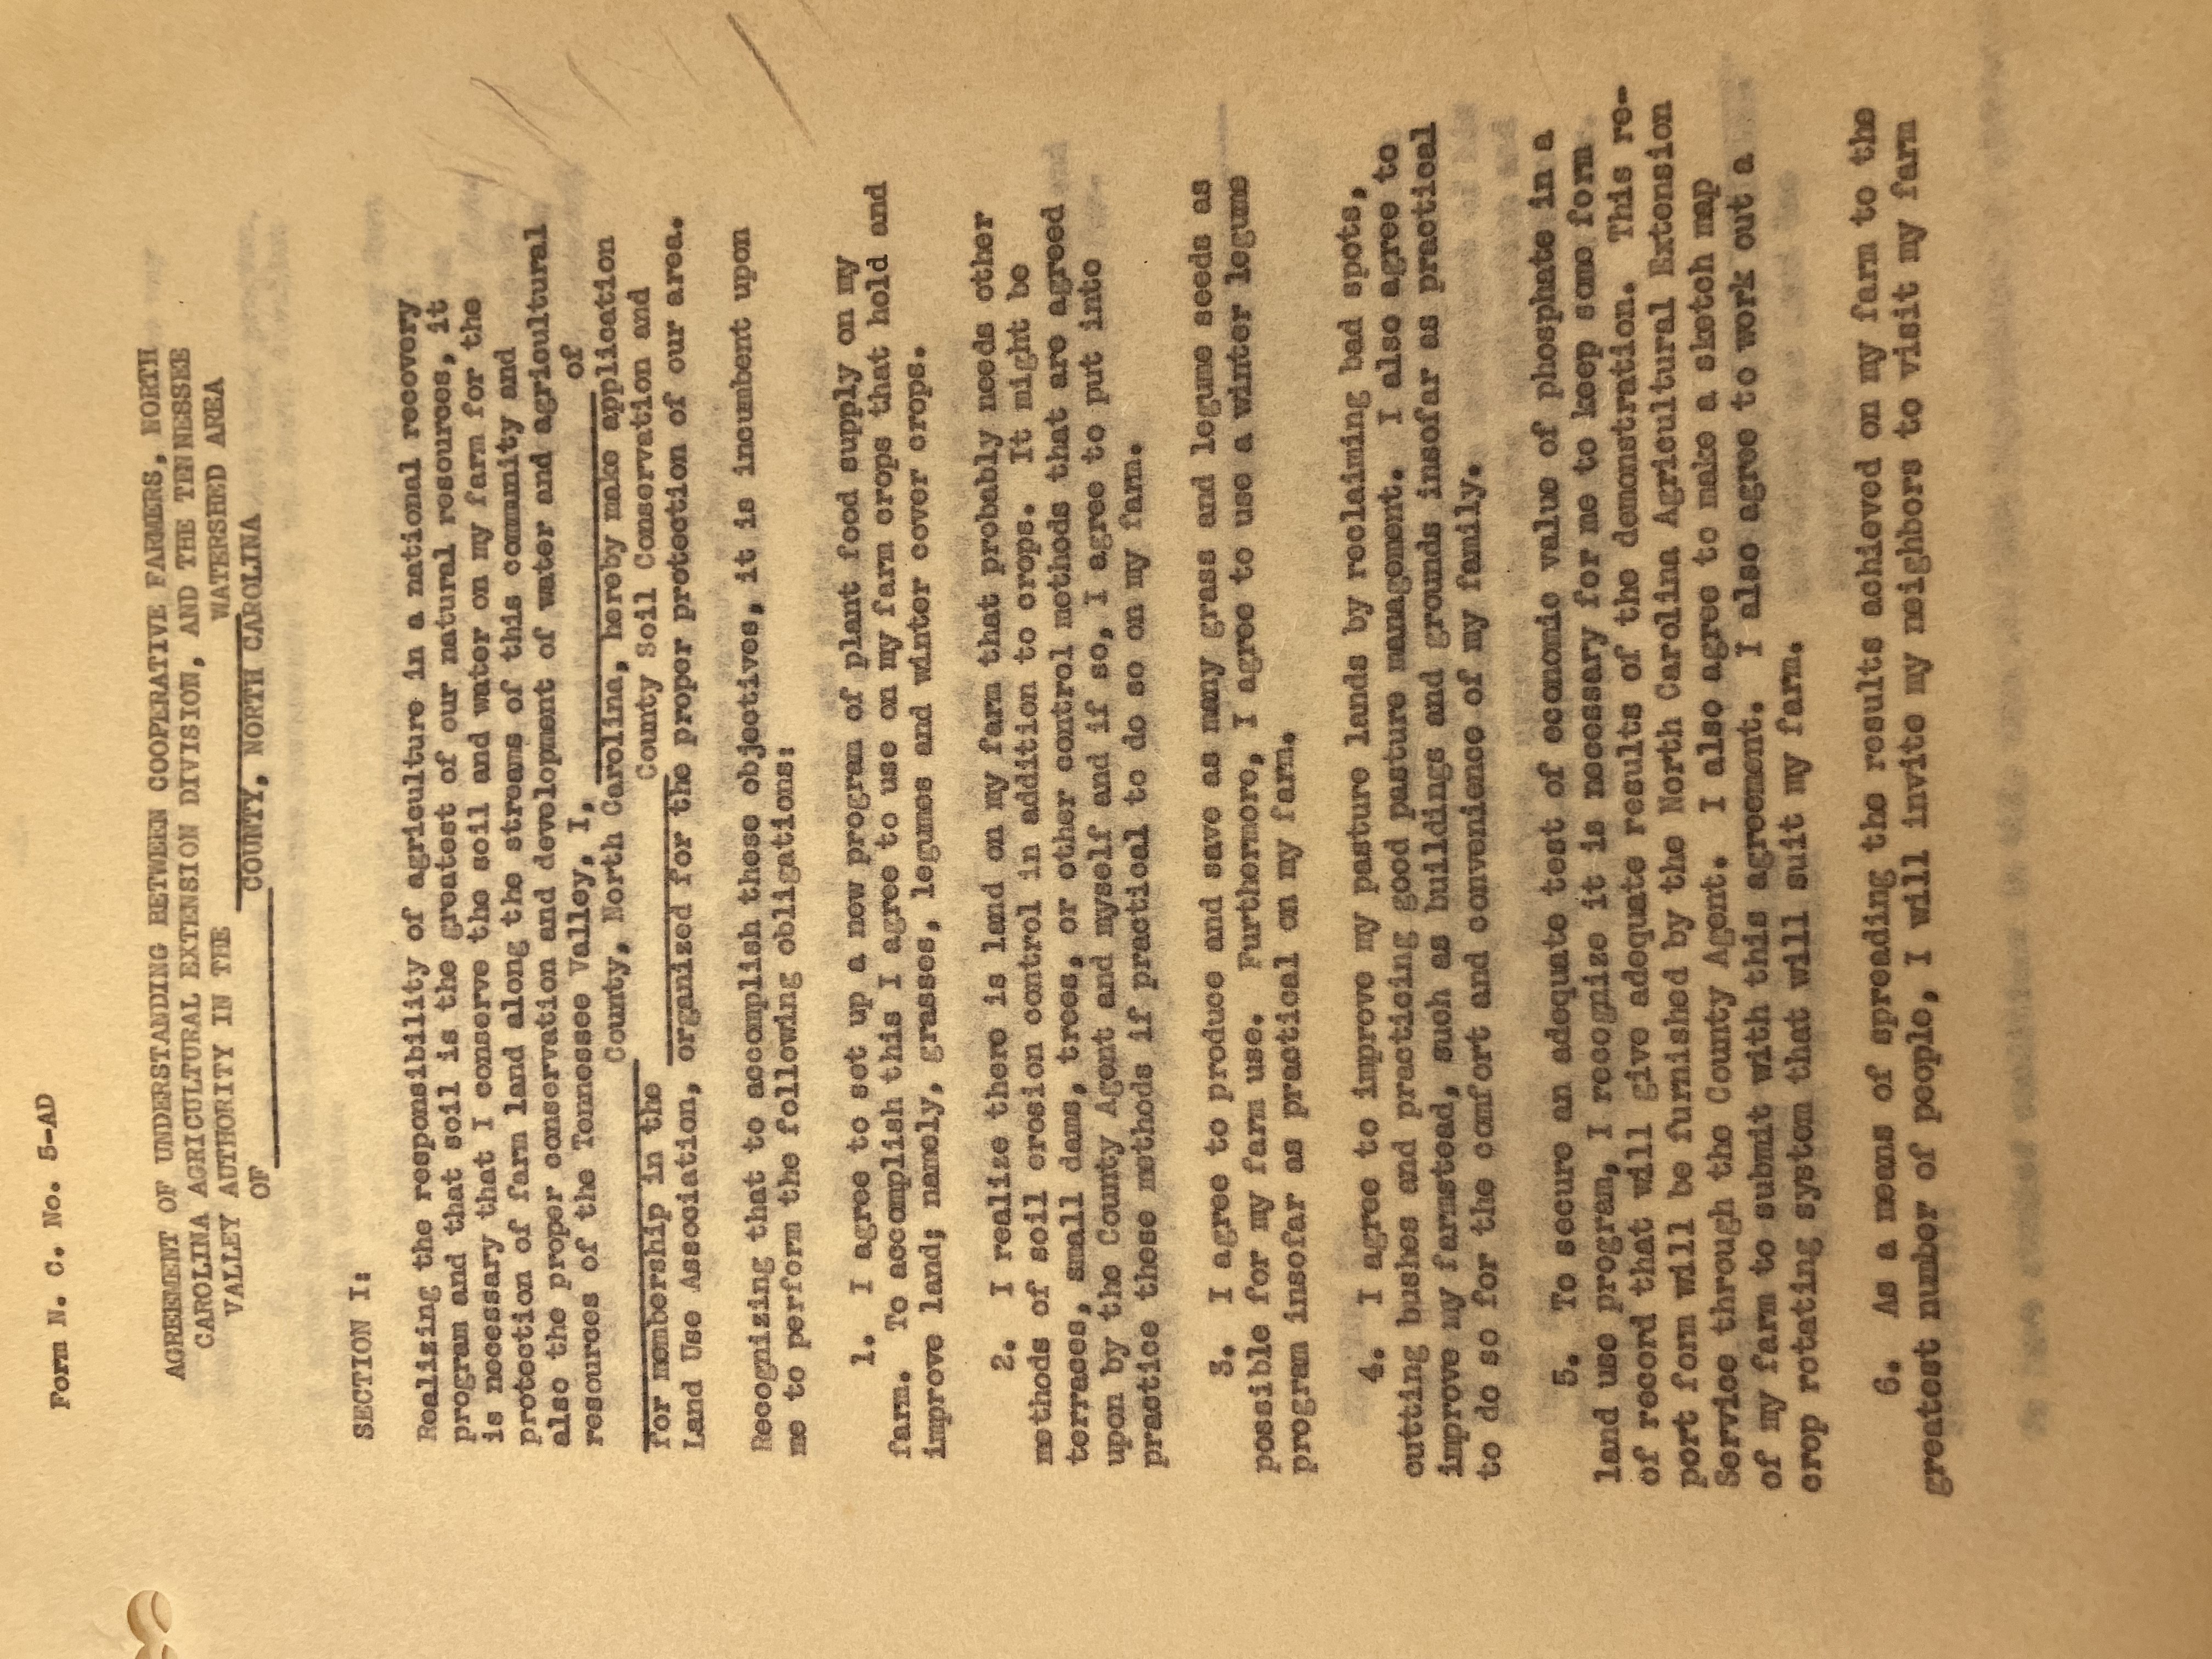 Form N. C. No. 5-AD
AGREEMENT OF UNDERSTANDING BETWEEN COOPERATIVE FARMERS, NORTH
CAROLINA AGRICULTURAL EXTENSION DIVISION, AND THE TENNESSEE
VALLEY AUTHORITY IN THE ____________ WATERSHED AREA
OF ____________ COUNTY, NORTH CAROLINA
SECTION I:
Realizing the responsibility of agriculture in a national recovery
program and that soil is the greatest of our natural resources, it
is necessary that I conserve the soil and water on my farm for the
protection of farm land along the streams of this community and
also the proper conservation and development of water and agricultural
resources of the Tennessee Valley, I, ____________ of
____________ County, North Carolina, hereby make application
for membership in the ____________ County Soil Conservation and
Land Use Association, organized for the proper protection of our area.
Recognizing that to accomplish these objectives, it is incumbent upon
me to perform the following obligations:
1. I agree to set up a new program of plant food supply on my
farm. To accomplish this I agree to use on my farm crops that hold and
improve land; namely, grasses, legumes and winter cover crops.
2. I realize there is land on my farm that probably needs other
methods of soil erosion control in addition to crops. It might be
terraces, small dams, trees, or other control methods that are agreed
upon by the County Agent and myself and if so, I agree to put into
practice these methods if practical to do so on my farm.
3. I agree to produce and save as many grass and legume seeds as
possible for my farm use. Furthermore, I agree to use a winter legume
program insofar as practical on my farm.
4. I agree to improve my pasture lands by reclaiming bad spots,
cutting bushes and practicing good pasture management. I also agree to
improve my farmstead, such as buildings and grounds insofar as practical
to do so for the comfort and convenience of my family.
5. To secure an adequate test of economic value of phosphate in a
land use program, I recognize it is necessary for me to keep some form
of record that will give adequate results of the demonstration. This re-
port form will be furnished by the North Carolina Agricultural Extension
Service through the County Agent. I also agree to make a sketch map
of my farm to submit with this agreement. I also agree to work out a
crop rotating system that will suit my farm.
6. As a means of spreading the results achieved on my farm to the
greatest number of people, I will invite my neighbors to visit my farm